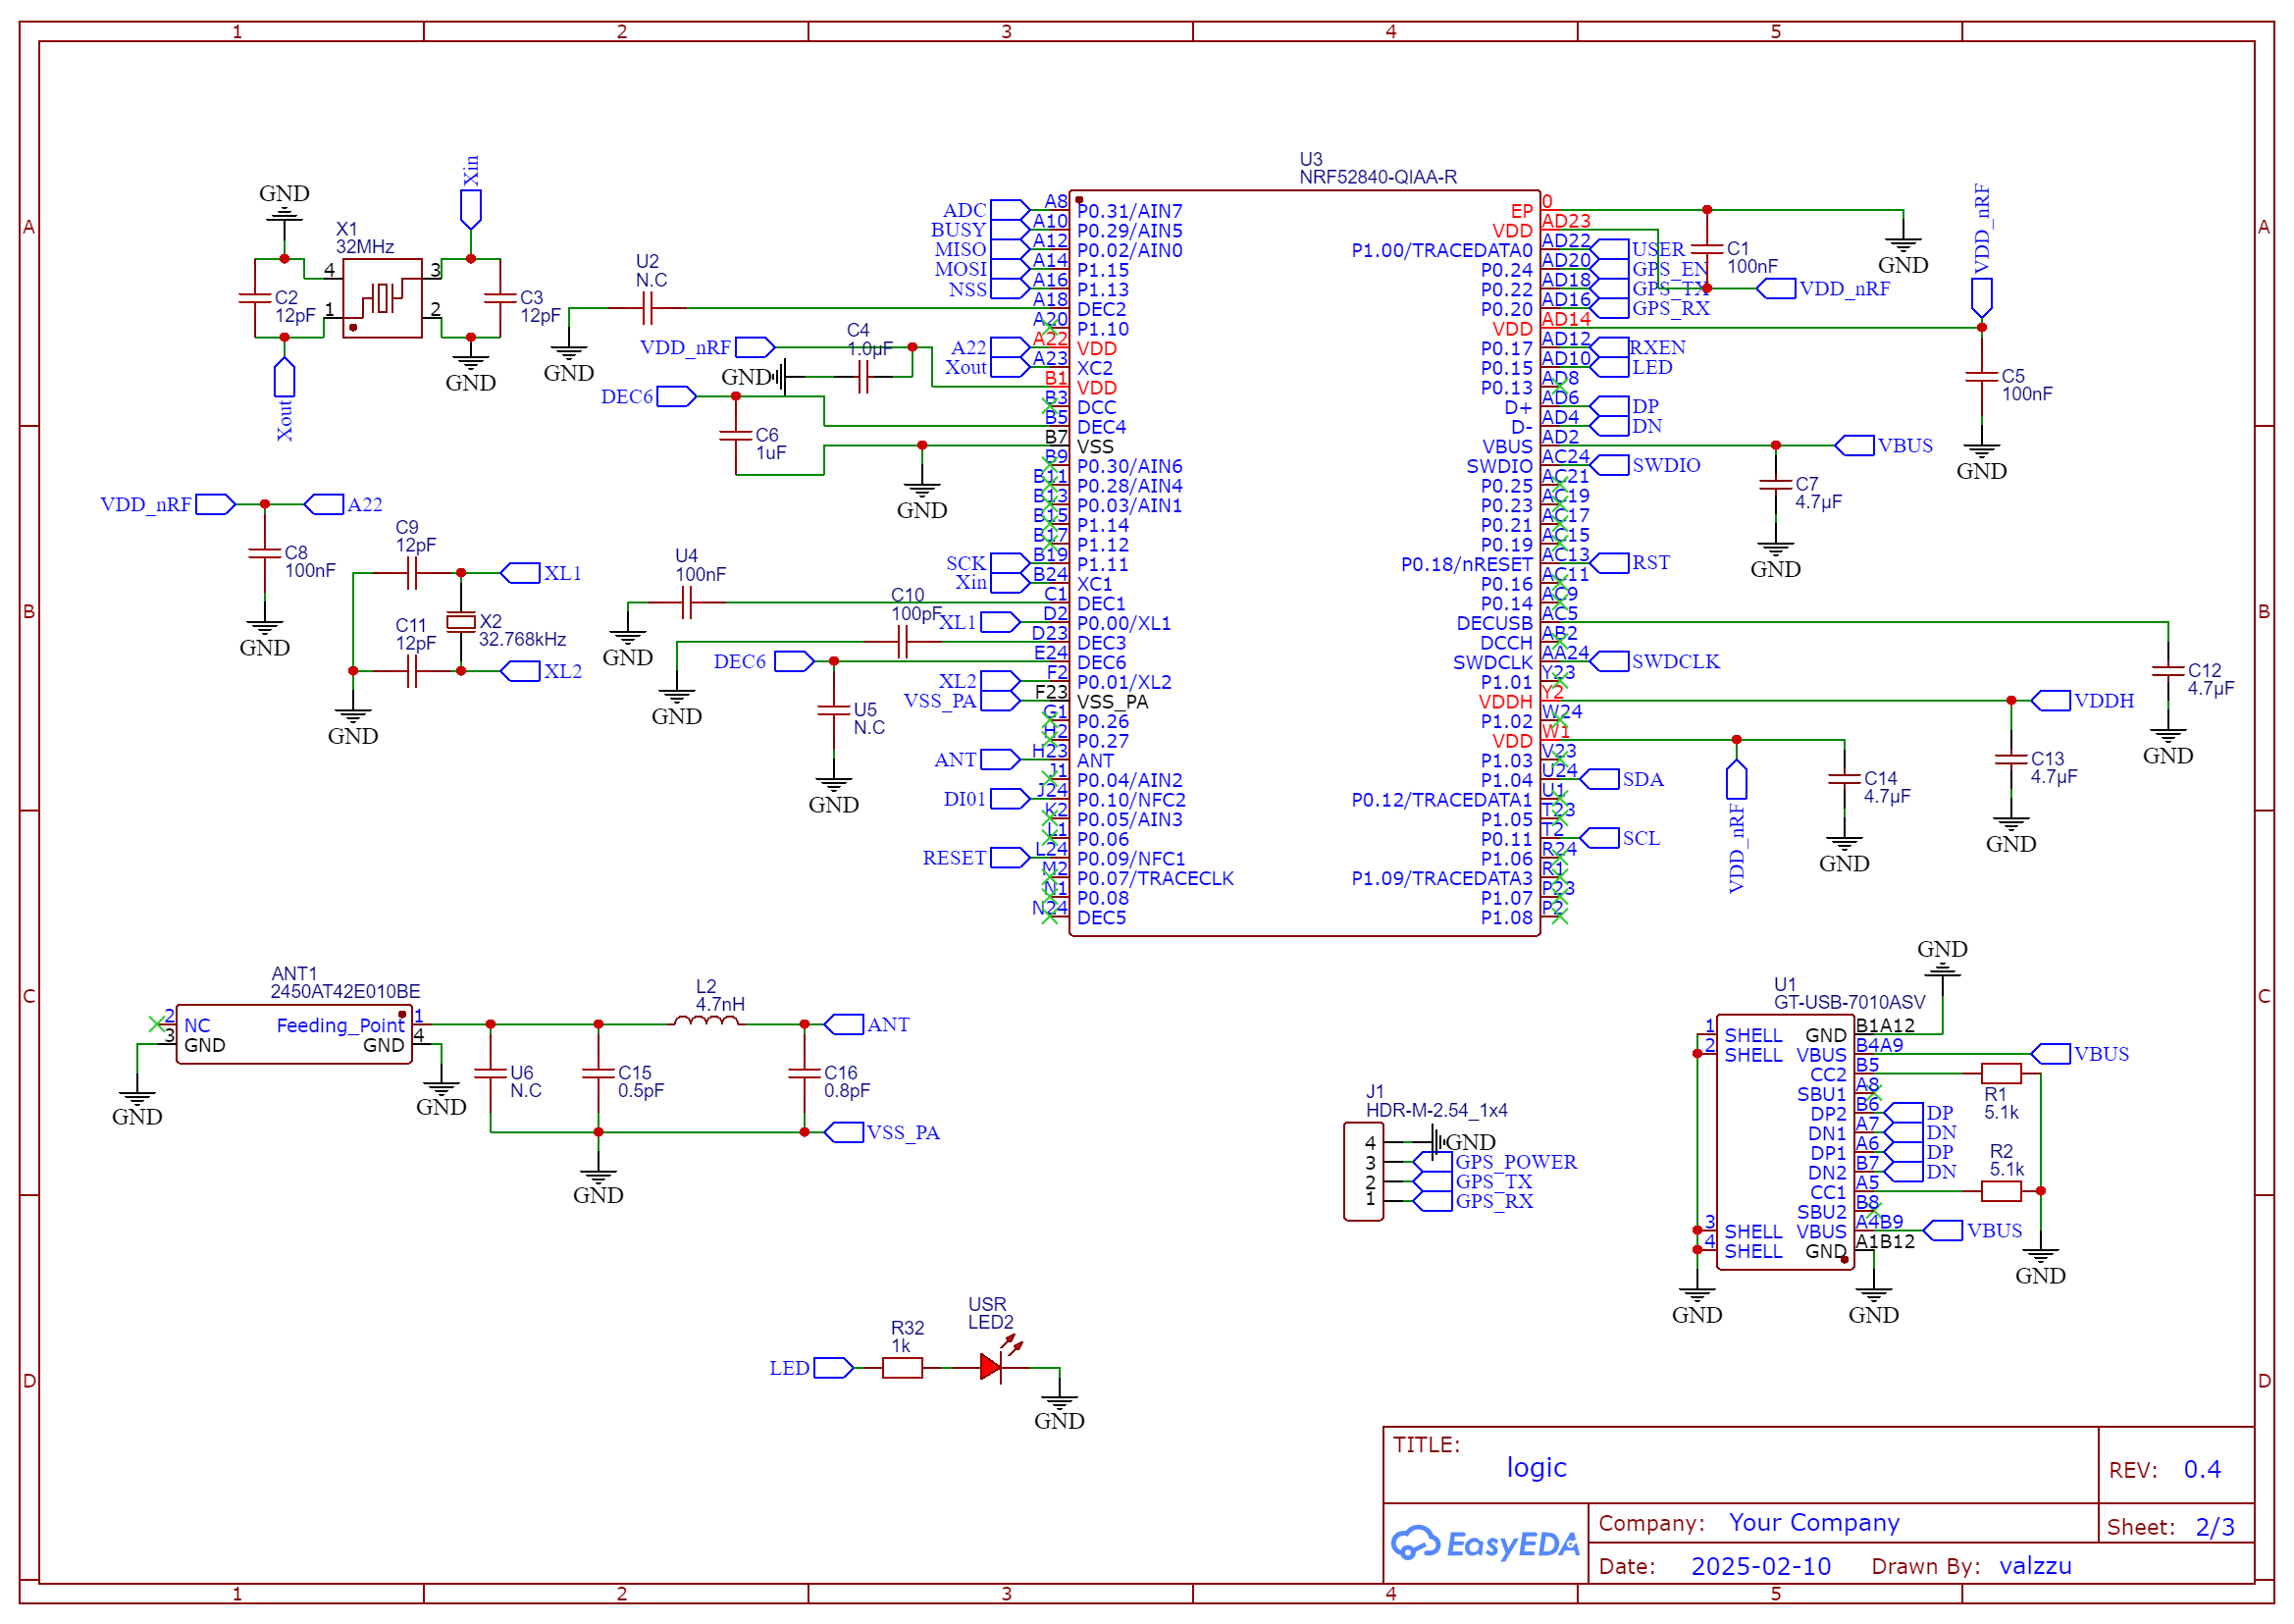 1 2 3 4 5
A
B
C
D
A
B
C
D
1 2 3 4 5
GND
X1
32MHz
Xin
4 3
1 2
C2
12pF
C3
12pF
GND
Xout
U2
N.C
GND
VDD_nRF
C4
1.0µF
GND
DEC6
C6
1uF
GND
VDD_nRF
A22
C8
100nF
GND
C9
12pF
XL1
X2
32.768kHz
C11
12pF
XL2
GND
U4
100nF
GND
C10
100pF
GND
DEC6
U5
N.C
GND
U3
NRF52840-QIAA-R
ADC A8 P0.31/AIN7
BUSY A10 P0.29/AIN5
MISO A12 P0.02/AIN0
MOSI A14 P1.15
NSS A16 P1.13
A18 DEC2
A20 P1.10
A22 A22 VDD
Xout A23 XC2
B1 VDD
B3 DCC
B5 DEC4
B7 VSS
B9 P0.30/AIN6
B11 P0.28/AIN4
B13 P0.03/AIN1
B15 P1.14
B17 P1.12
SCK B19 P1.11
Xin B24 XC1
C1 DEC1
XL1 D2 P0.00/XL1
D23 DEC3
E24 DEC6
XL2 F2 P0.01/XL2
VSS_PA F23 VSS_PA
G1 P0.26
H2 P0.27
ANT H23 ANT
J1 P0.04/AIN2
DI01 J24 P0.10/NFC2
K2 P0.05/AIN3
L1 P0.06
RESET L24 P0.09/NFC1
M2 P0.07/TRACECLK
N1 P0.08
N24 DEC5
EP 0
VDD AD23
P1.00/TRACEDATA0 AD22 USER
P0.24 AD20 GPS_EN
P0.22 AD18 GPS_TX
P0.20 AD16 GPS_RX
VDD AD14
P0.17 AD12 RXEN
P0.15 AD10 LED
P0.13 AD8
D+ AD6 DP
D- AD4 DN
VBUS AD2 VBUS
SWDIO AC24 SWDIO
P0.25 AC21
P0.23 AC19
P0.21 AC17
P0.19 AC15
P0.18/nRESET AC13 RST
P0.16 AC11
P0.14 AC9
DECUSB AC5
DCCH AB2
SWDCLK AA24 SWDCLK
P1.01 Y23
VDDH Y2 VDDH
P1.02 W24
VDD W1
P1.03 V23
P1.04 U24 SDA
P0.12/TRACEDATA1 U1
P1.05 T23
P0.11 T2 SCL
P1.06 R24
P1.09/TRACEDATA3 R1
P1.07 P23
P1.08 P2
C1
100nF
GND
VDD_nRF
VDD_nRF
C5
100nF
GND
C7
4.7µF
GND
C12
4.7µF
GND
C13
4.7µF
GND
VDD_nRF
C14
4.7µF
GND
ANT1
2450AT42E010BE
2 NC Feeding_Point 1
3 GND GND 4
GND
GND
U6
N.C
C15
0.5pF
L2
4.7nH
C16
0.8pF
ANT
VSS_PA
GND
J1
HDR-M-2.54_1x4
4 GND
3 GPS_POWER
2 GPS_TX
1 GPS_RX
GND
U1
GT-USB-7010ASV
1 SHELL GND B1A12
2 SHELL VBUS B4A9 VBUS
CC2 B5
SBU1 A8
DP2 B6 DP
DN1 A7 DN
DP1 A6 DP
DN2 B7 DN
CC1 A5
SBU2 B8
3 SHELL VBUS A4B9 VBUS
4 SHELL GND A1B12
R1
5.1k
R2
5.1k
GND
GND
GND
LED
R32
1k
USR
LED2
GND
TITLE:
logic
REV: 0.4
EasyEDA
Company: Your Company
Sheet: 2/3
Date: 2025-02-10 Drawn By: valzzu